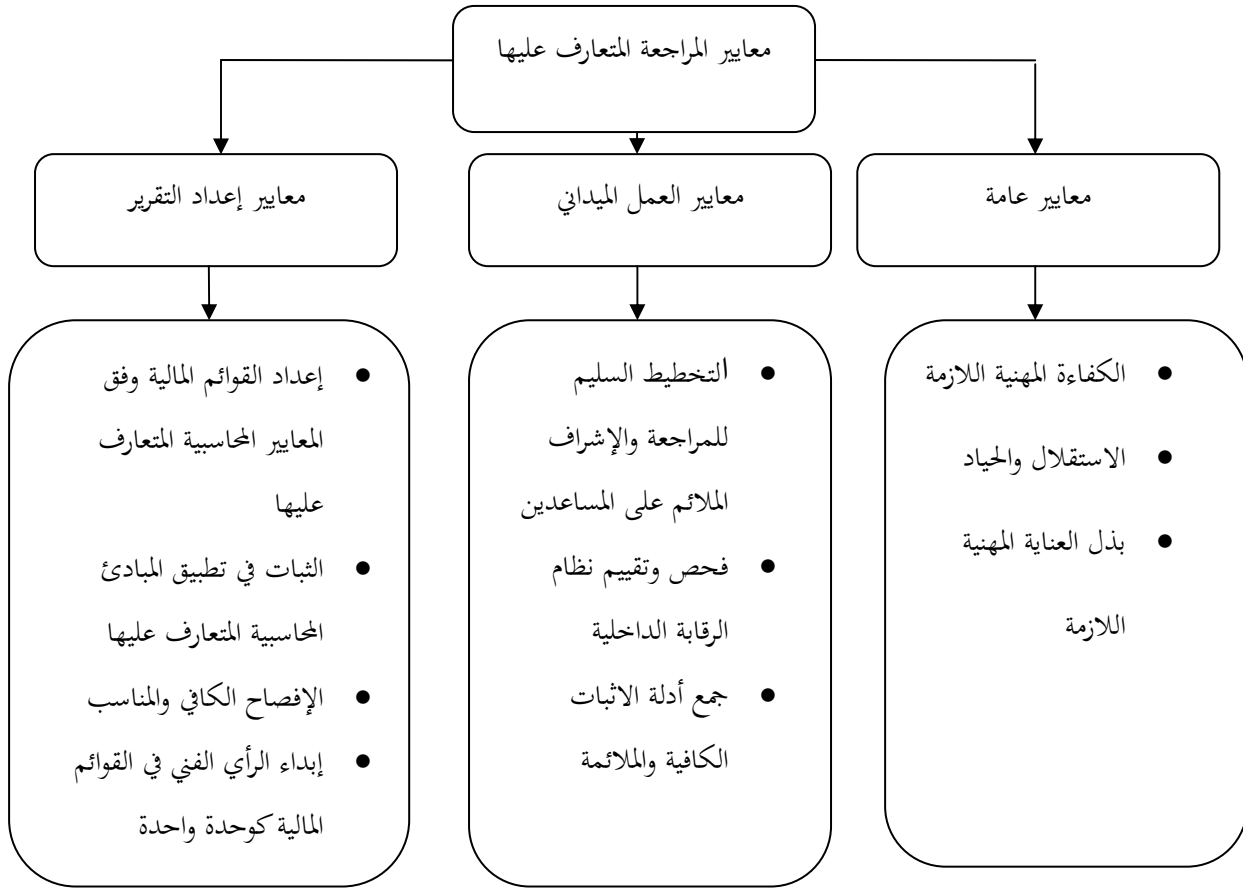 معايير المراجعة المتعارف عليها
معايير عامة
معايير العمل الميداني
معايير إعداد التقرير
● الكفاءة المهنية اللازمة
● الاستقلال والحياد
● بذل العناية المهنية
اللازمة
● التخطيط السليم
للمراجعة والإشراف
الملائم على المساعدين
● فحص وتقييم نظام
الرقابة الداخلية
● جمع أدلة الاثبات
الكافية والملائمة
● إعداد القوائم المالية وفق
المعايير المحاسبية المتعارف
عليها
● الثبات في تطبيق المبادئ
المحاسبية المتعارف عليها
● الإفصاح الكافي والمناسب
● إبداء الرأي الفني في القوائم
المالية كوحدة واحدة